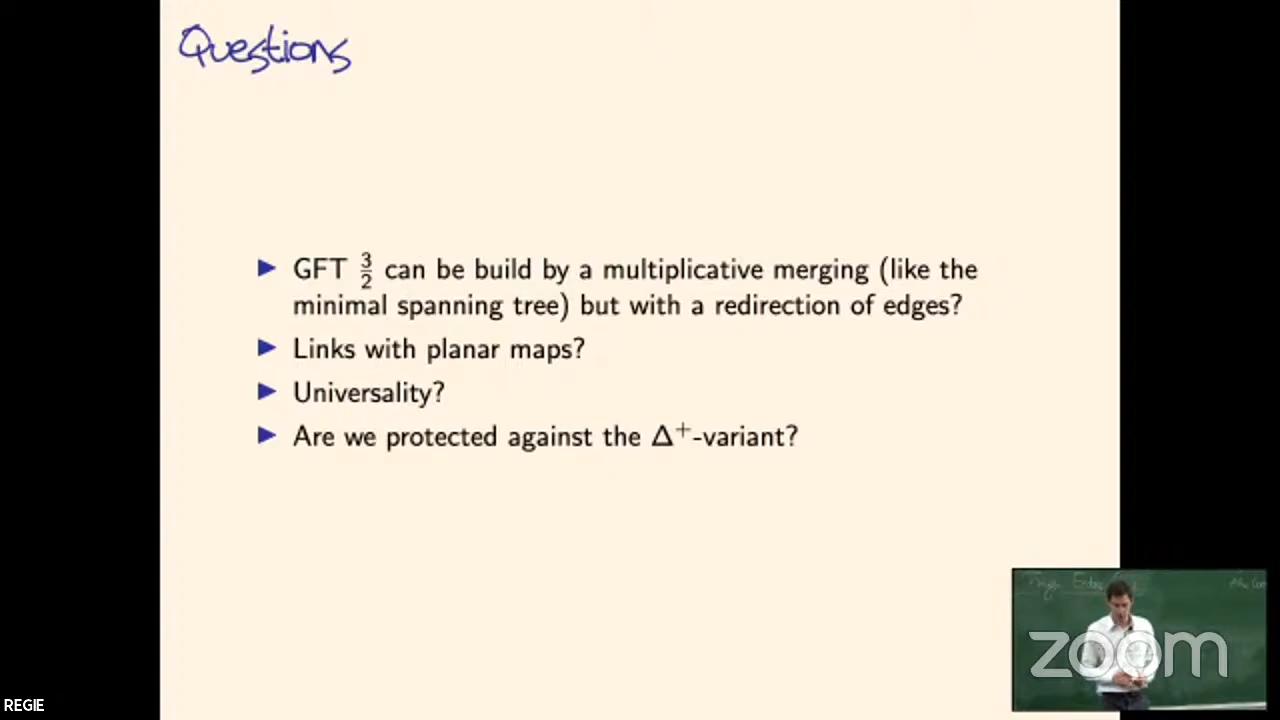 Questions
▶ GFT 3/2 can be build by a multiplicative merging (like the
minimal spanning tree) but with a redirection of edges?
▶ Links with planar maps?
▶ Universality?
▶ Are we protected against the Δ⁺-variant?
zoom
REGIE